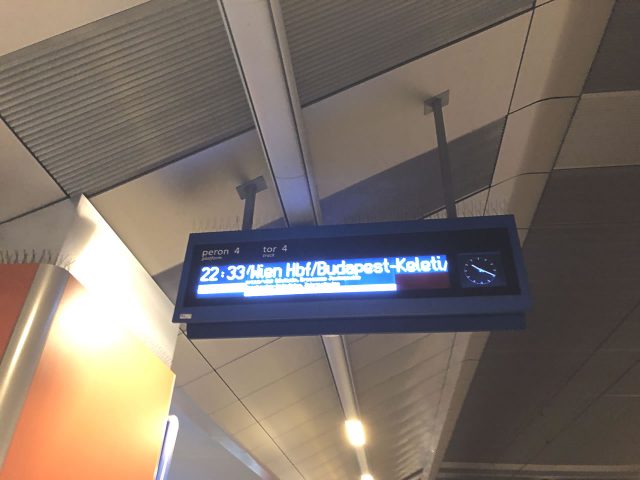 peron 4 tor 4
platform track
22:33 Wien Hbf/Budapest-Keleti